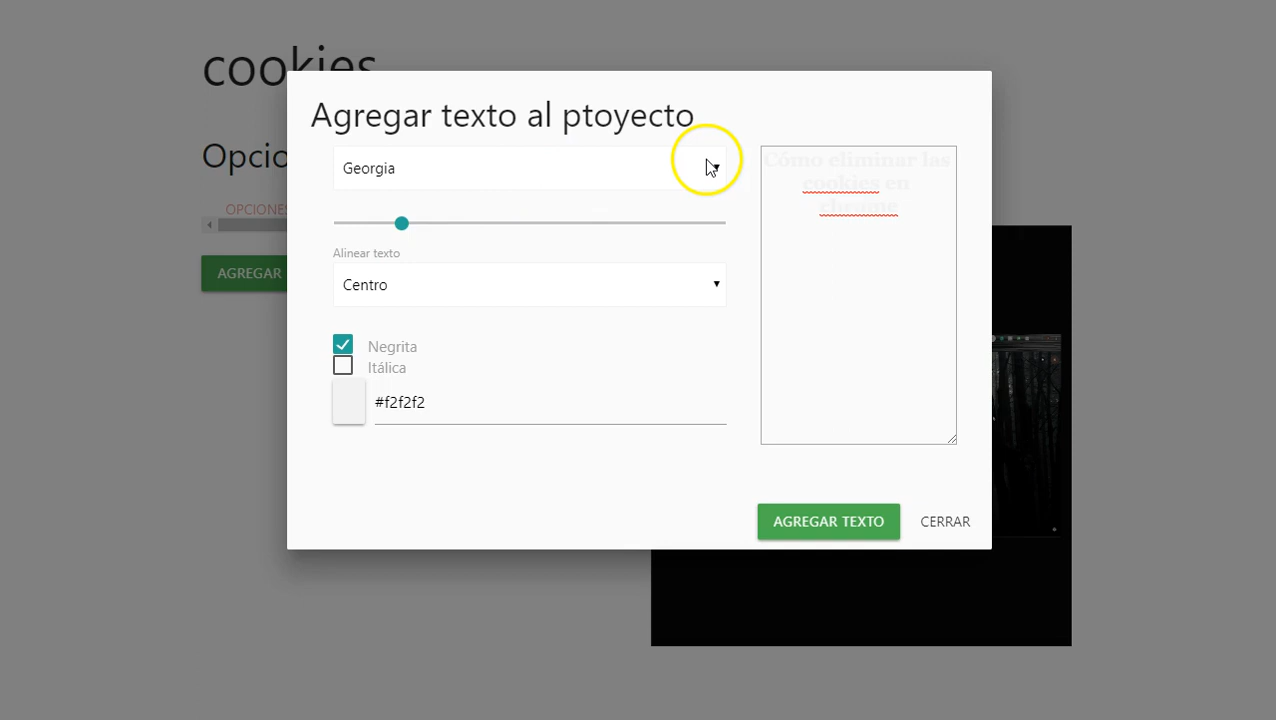 cookies
Agregar texto al ptoyecto
Opcio
Georgia
OPCIONES
Alinear texto
Centro
AGREGAR
Negrita
Itálica
#f2f2f2
Cómo eliminar las
cookies en
chrome
AGREGAR TEXTO
CERRAR